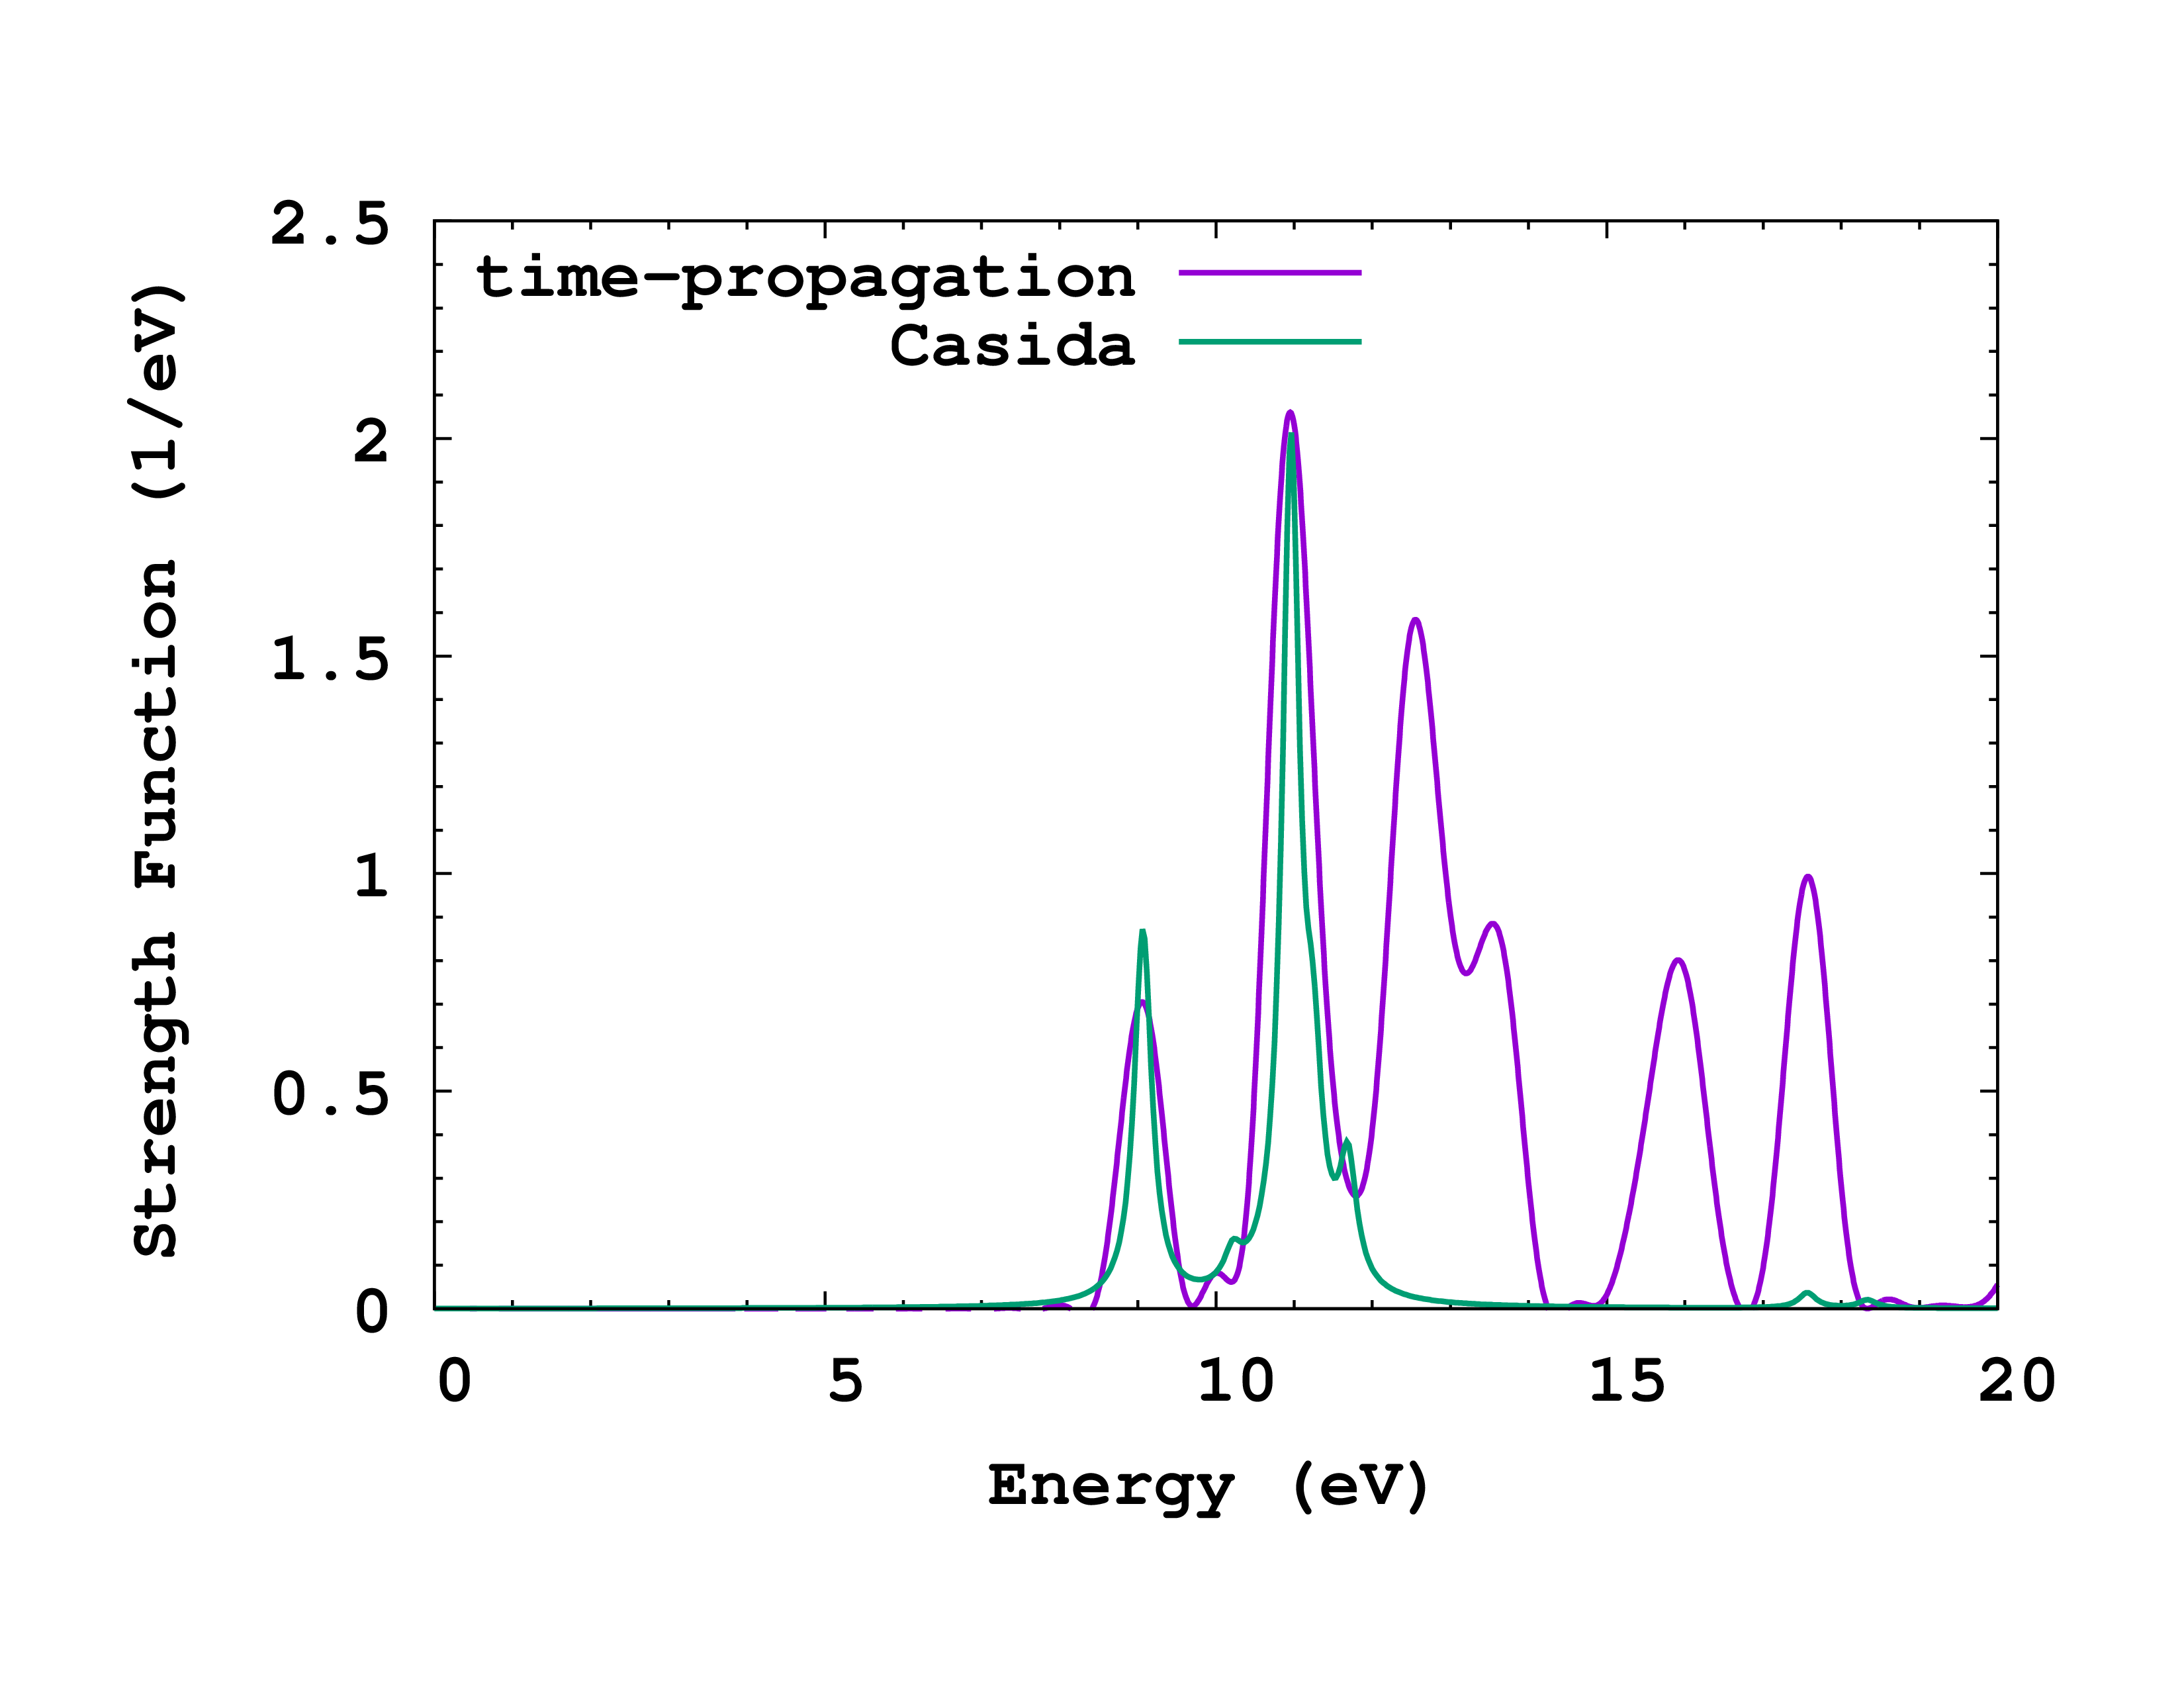 2.5
2
1.5
1
0.5
0
Strength Function (1/eV)
time-propagation
Casida
0 5 10 15 20
Energy (eV)